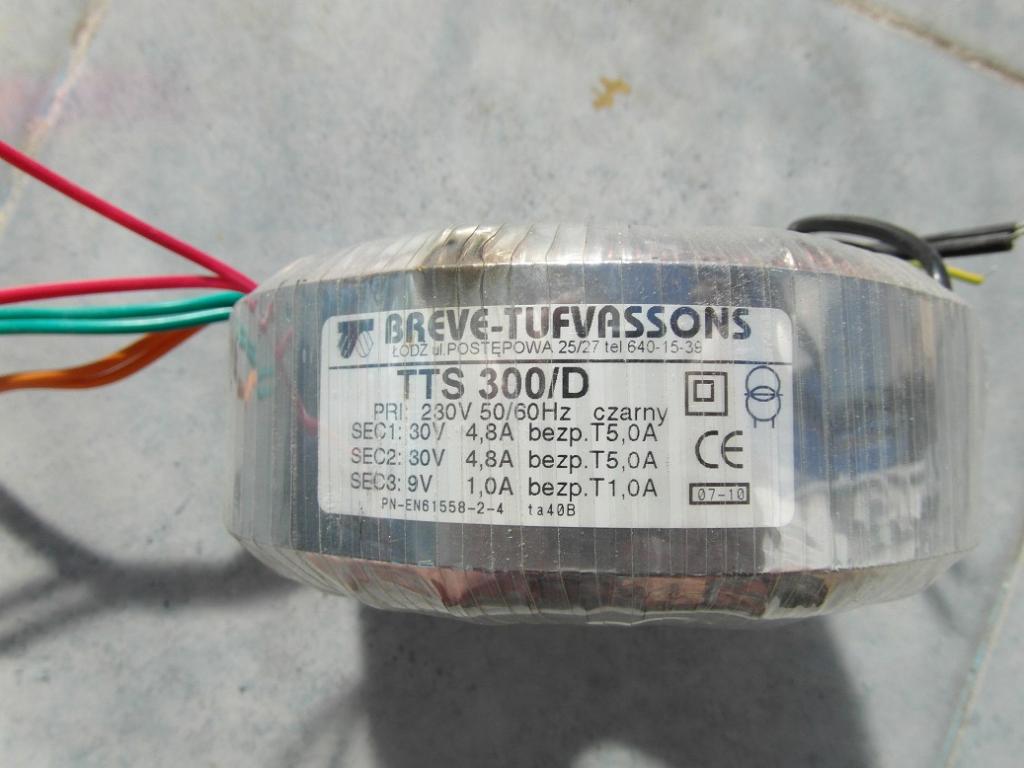 BREVE-TUFVASSONS
ŁÓDŹ ul.POSTĘPOWA 25/27 tel 640-15-39
TTS 300/D
PRI: 230V 50/60Hz czarny
SEC1: 30V 4,8A bezp.T5,0A
SEC2: 30V 4,8A bezp.T5,0A
SEC3: 9V 1,0A bezp.T1,0A
PN-EN61558-2-4 ta40B
CE
07-10